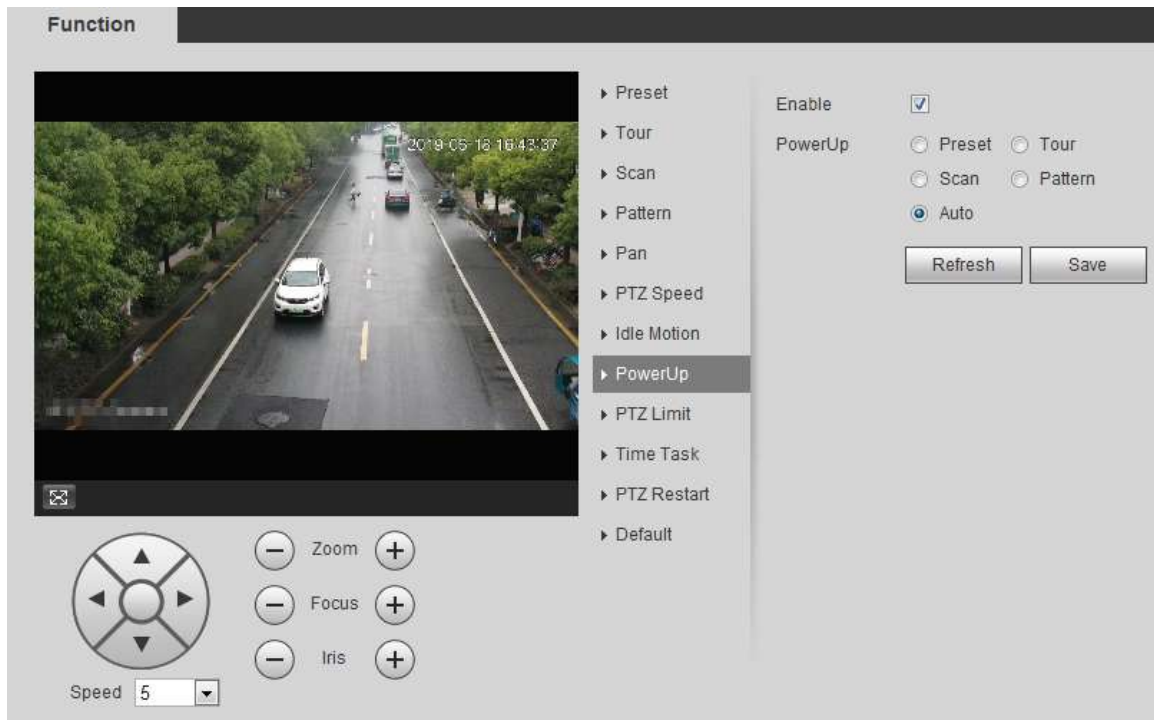 Function
2019-05-18 16:43:37
Preset
Tour
Scan
Pattern
Pan
PTZ Speed
Idle Motion
PowerUp
PTZ Limit
Time Task
PTZ Restart
Default
Enable
PowerUp
Preset Tour
Scan Pattern
Auto
Refresh Save
Zoom
Focus
Iris
Speed 5